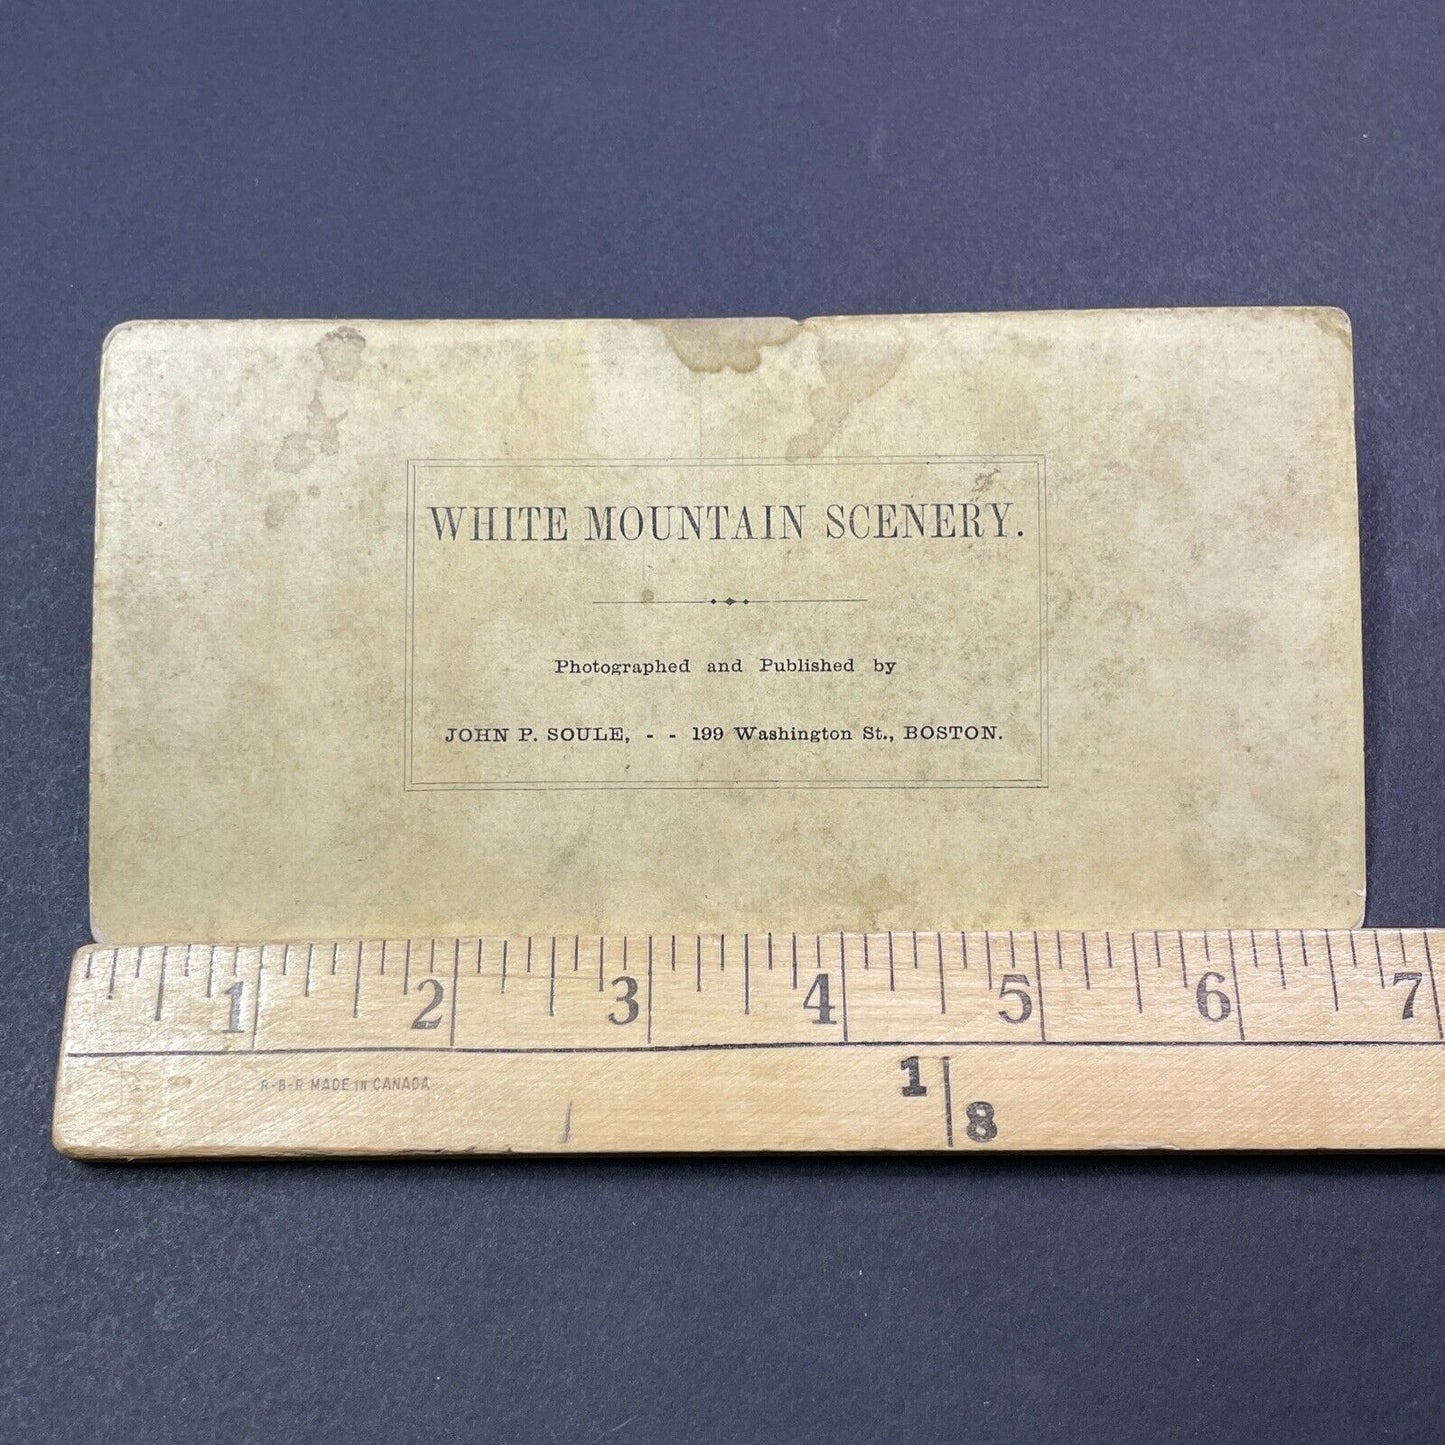 WHITE MOUNTAIN SCENERY.
Photographed and Published by
JOHN P. SOULE, - - 199 Washington St., BOSTON.
1 2 3 4 5 6 7
R-B-R MADE IN CANADA
1 8